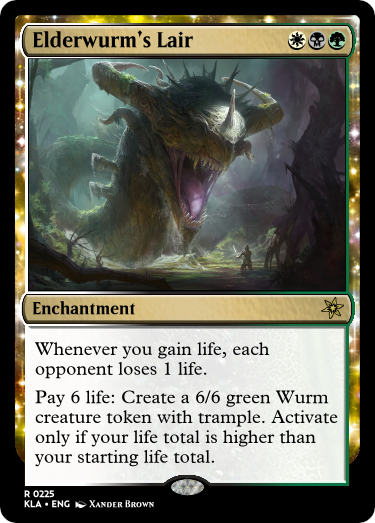 Elderwurm's Lair
Enchantment
Whenever you gain life, each
opponent loses 1 life.
Pay 6 life: Create a 6/6 green Wurm
creature token with trample. Activate
only if your life total is higher than
your starting life total.
R 0225
KLA • ENG Xander Brown